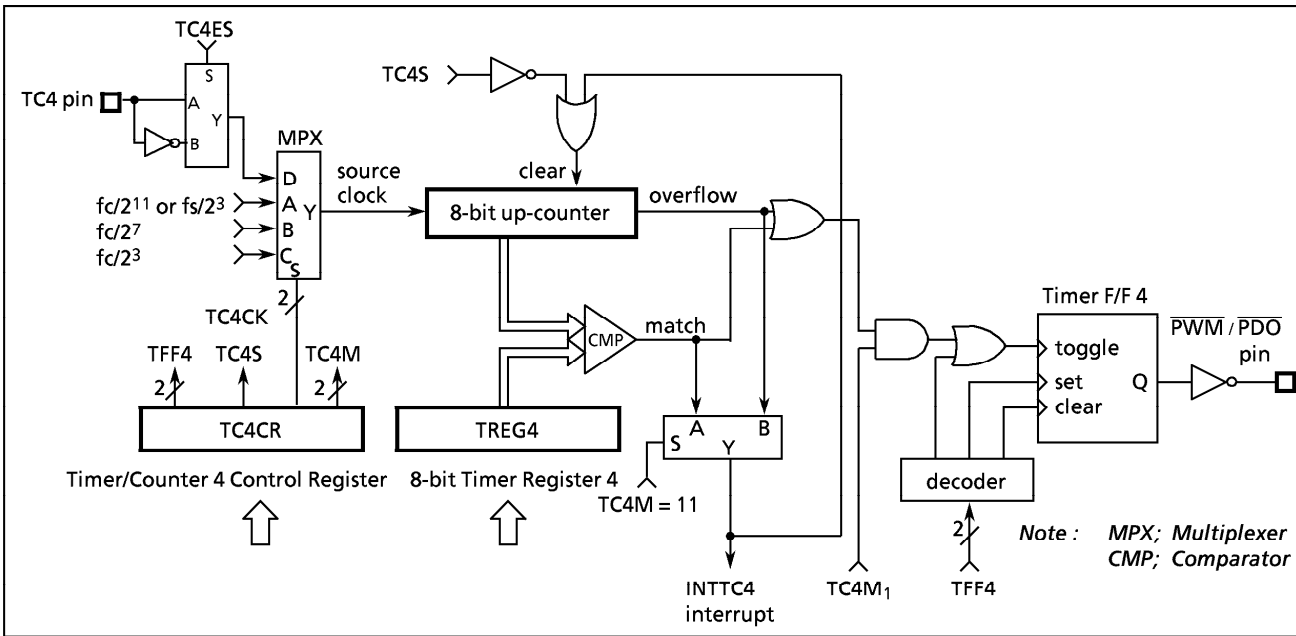 TC4ES
S
TC4 pin
A
Y
B
MPX
D
A
Y
B
C
S
fc/2¹¹ or fs/2³
fc/2⁷
fc/2³
source
clock
TC4S
clear
8-bit up-counter
overflow
2
TC4CK
TFF4
TC4S
TC4M
2
2
CMP
match
TC4CR
TREG4
Timer/Counter 4 Control Register
8-bit Timer Register 4
S
A
B
Y
TC4M = 11
INTTC4
interrupt
TC4M₁
Timer F/F 4
toggle
set
clear
Q
P̅W̅M̅ / P̅D̅O̅
pin
decoder
2
TFF4
Note : MPX; Multiplexer
CMP; Comparator